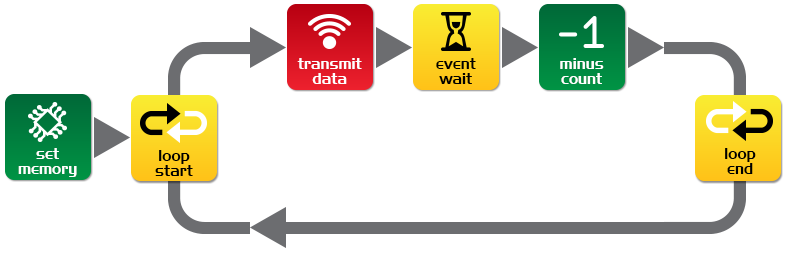 transmit
data
event
wait
-1
minus
count
set
memory
loop
start
loop
end